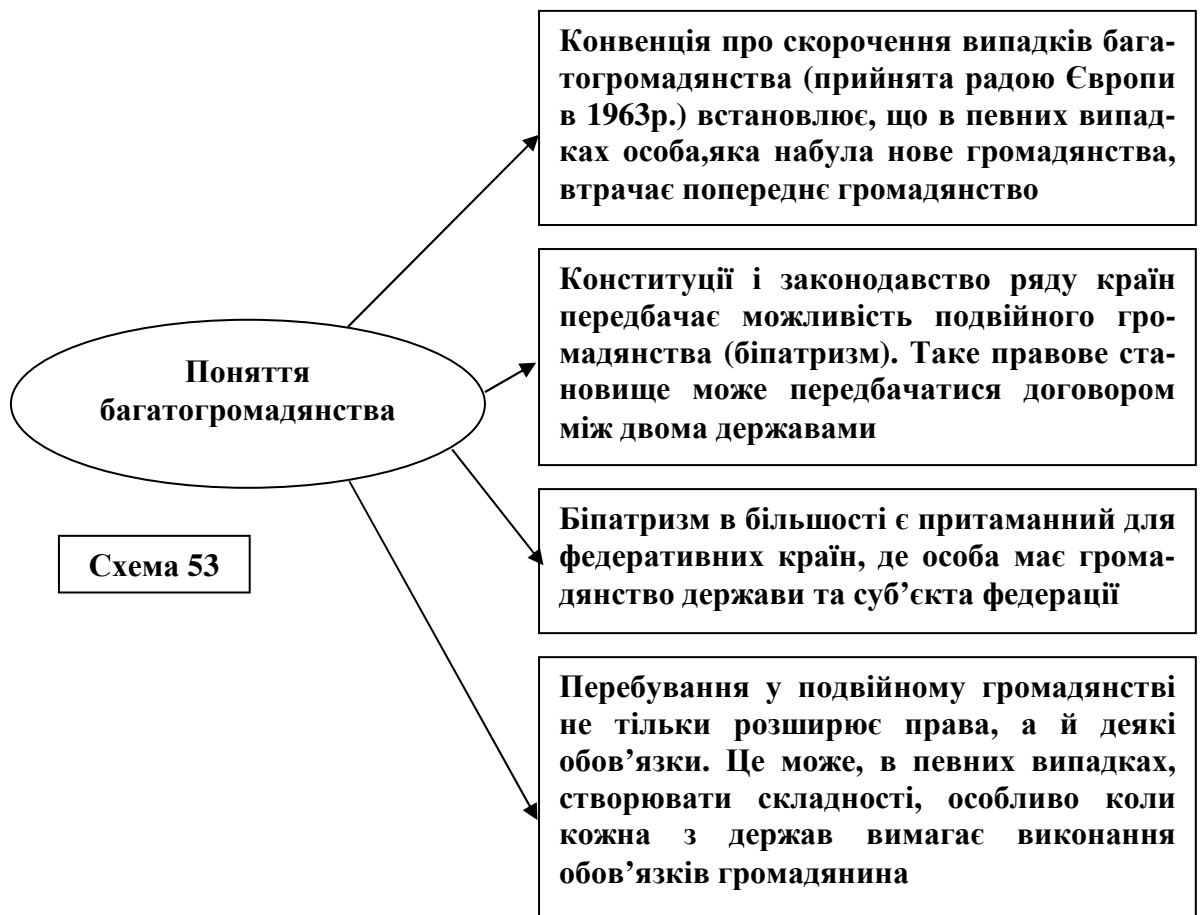 Конвенція про скорочення випадків бага-
тогромадянства (прийнята радою Європи
в 1963р.) встановлює, що в певних випад-
ках особа,яка набула нове громадянства,
втрачає попереднє громадянство
Конституції і законодавство ряду країн
передбачає можливість подвійного гро-
мадянства (біпатризм). Таке правове ста-
новище може передбачатися договором
між двома державами
Поняття
багатогромадянства
Біпатризм в більшості є притаманний для
федеративних країн, де особа має грома-
дянство держави та суб’єкта федерації
Схема 53
Перебування у подвійному громадянстві
не тільки розширює права, а й деякі
обов’язки. Це може, в певних випадках,
створювати складності, особливо коли
кожна з держав вимагає виконання
обов’язків громадянина